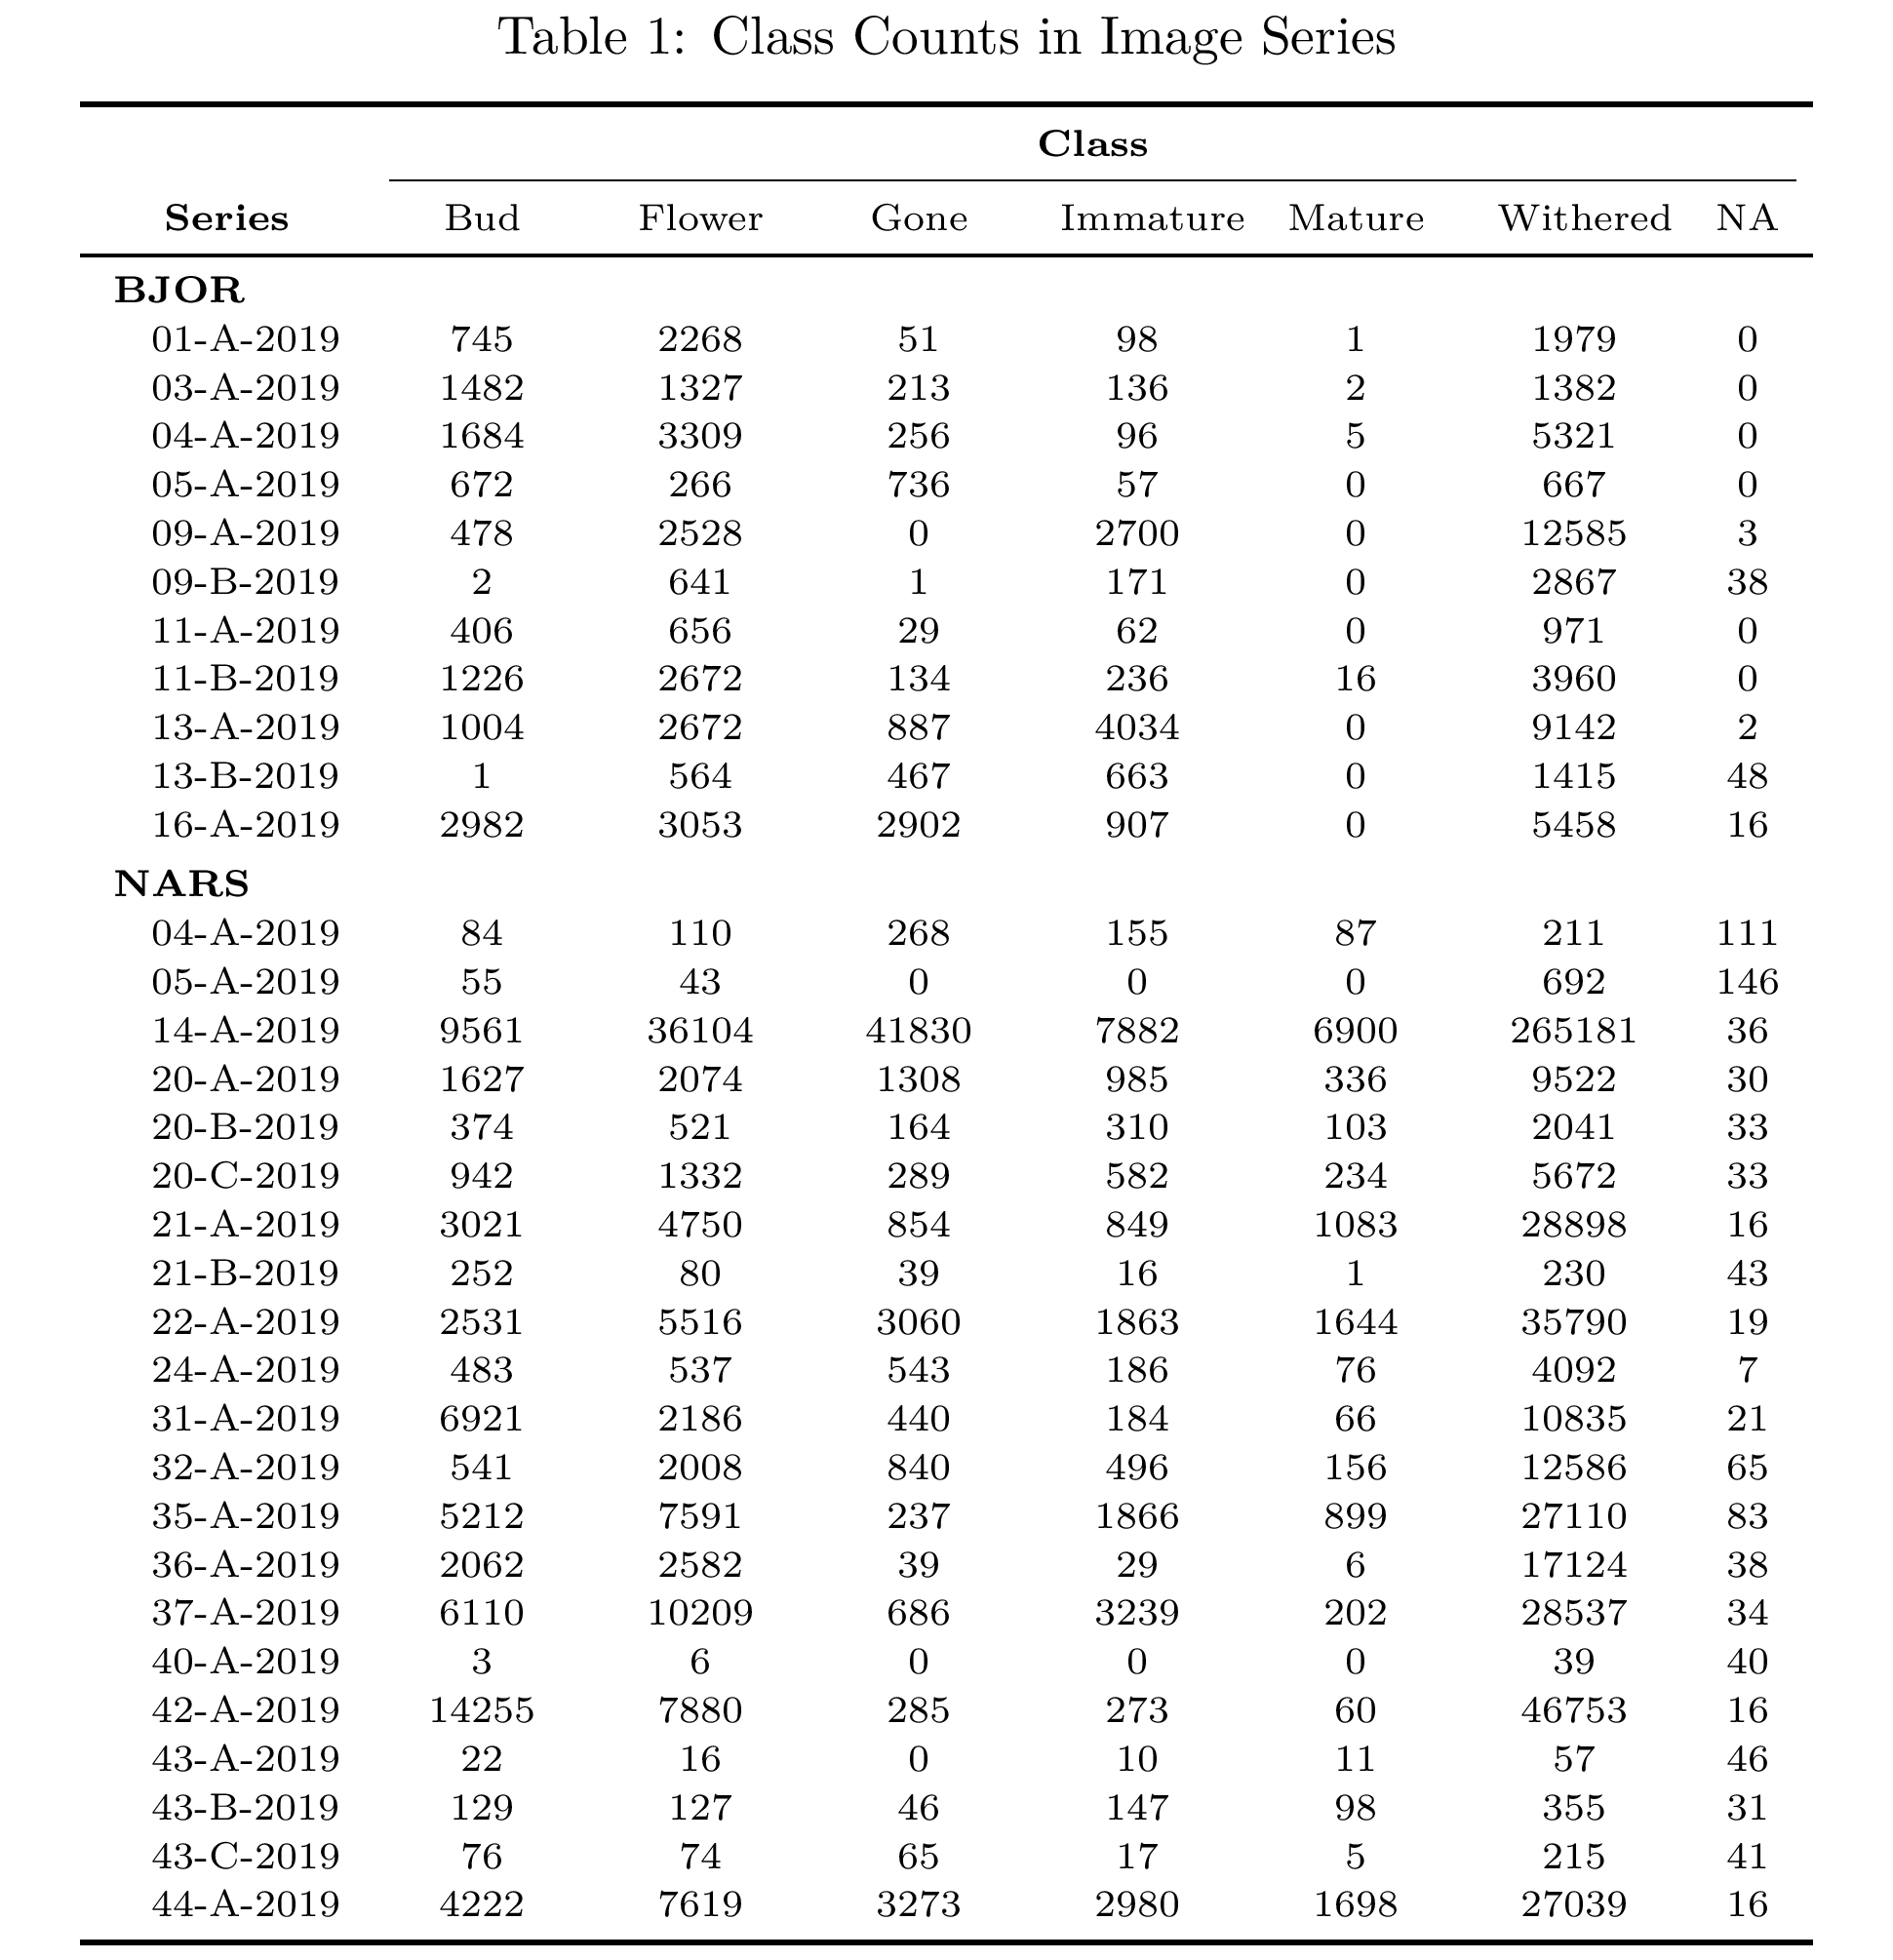 Table 1: Class Counts in Image Series
Class
Series Bud Flower Gone Immature Mature Withered NA
BJOR
01-A-2019 745 2268 51 98 1 1979 0
03-A-2019 1482 1327 213 136 2 1382 0
04-A-2019 1684 3309 256 96 5 5321 0
05-A-2019 672 266 736 57 0 667 0
09-A-2019 478 2528 0 2700 0 12585 3
09-B-2019 2 641 1 171 0 2867 38
11-A-2019 406 656 29 62 0 971 0
11-B-2019 1226 2672 134 236 16 3960 0
13-A-2019 1004 2672 887 4034 0 9142 2
13-B-2019 1 564 467 663 0 1415 48
16-A-2019 2982 3053 2902 907 0 5458 16
NARS
04-A-2019 84 110 268 155 87 211 111
05-A-2019 55 43 0 0 0 692 146
14-A-2019 9561 36104 41830 7882 6900 265181 36
20-A-2019 1627 2074 1308 985 336 9522 30
20-B-2019 374 521 164 310 103 2041 33
20-C-2019 942 1332 289 582 234 5672 33
21-A-2019 3021 4750 854 849 1083 28898 16
21-B-2019 252 80 39 16 1 230 43
22-A-2019 2531 5516 3060 1863 1644 35790 19
24-A-2019 483 537 543 186 76 4092 7
31-A-2019 6921 2186 440 184 66 10835 21
32-A-2019 541 2008 840 496 156 12586 65
35-A-2019 5212 7591 237 1866 899 27110 83
36-A-2019 2062 2582 39 29 6 17124 38
37-A-2019 6110 10209 686 3239 202 28537 34
40-A-2019 3 6 0 0 0 39 40
42-A-2019 14255 7880 285 273 60 46753 16
43-A-2019 22 16 0 10 11 57 46
43-B-2019 129 127 46 147 98 355 31
43-C-2019 76 74 65 17 5 215 41
44-A-2019 4222 7619 3273 2980 1698 27039 16